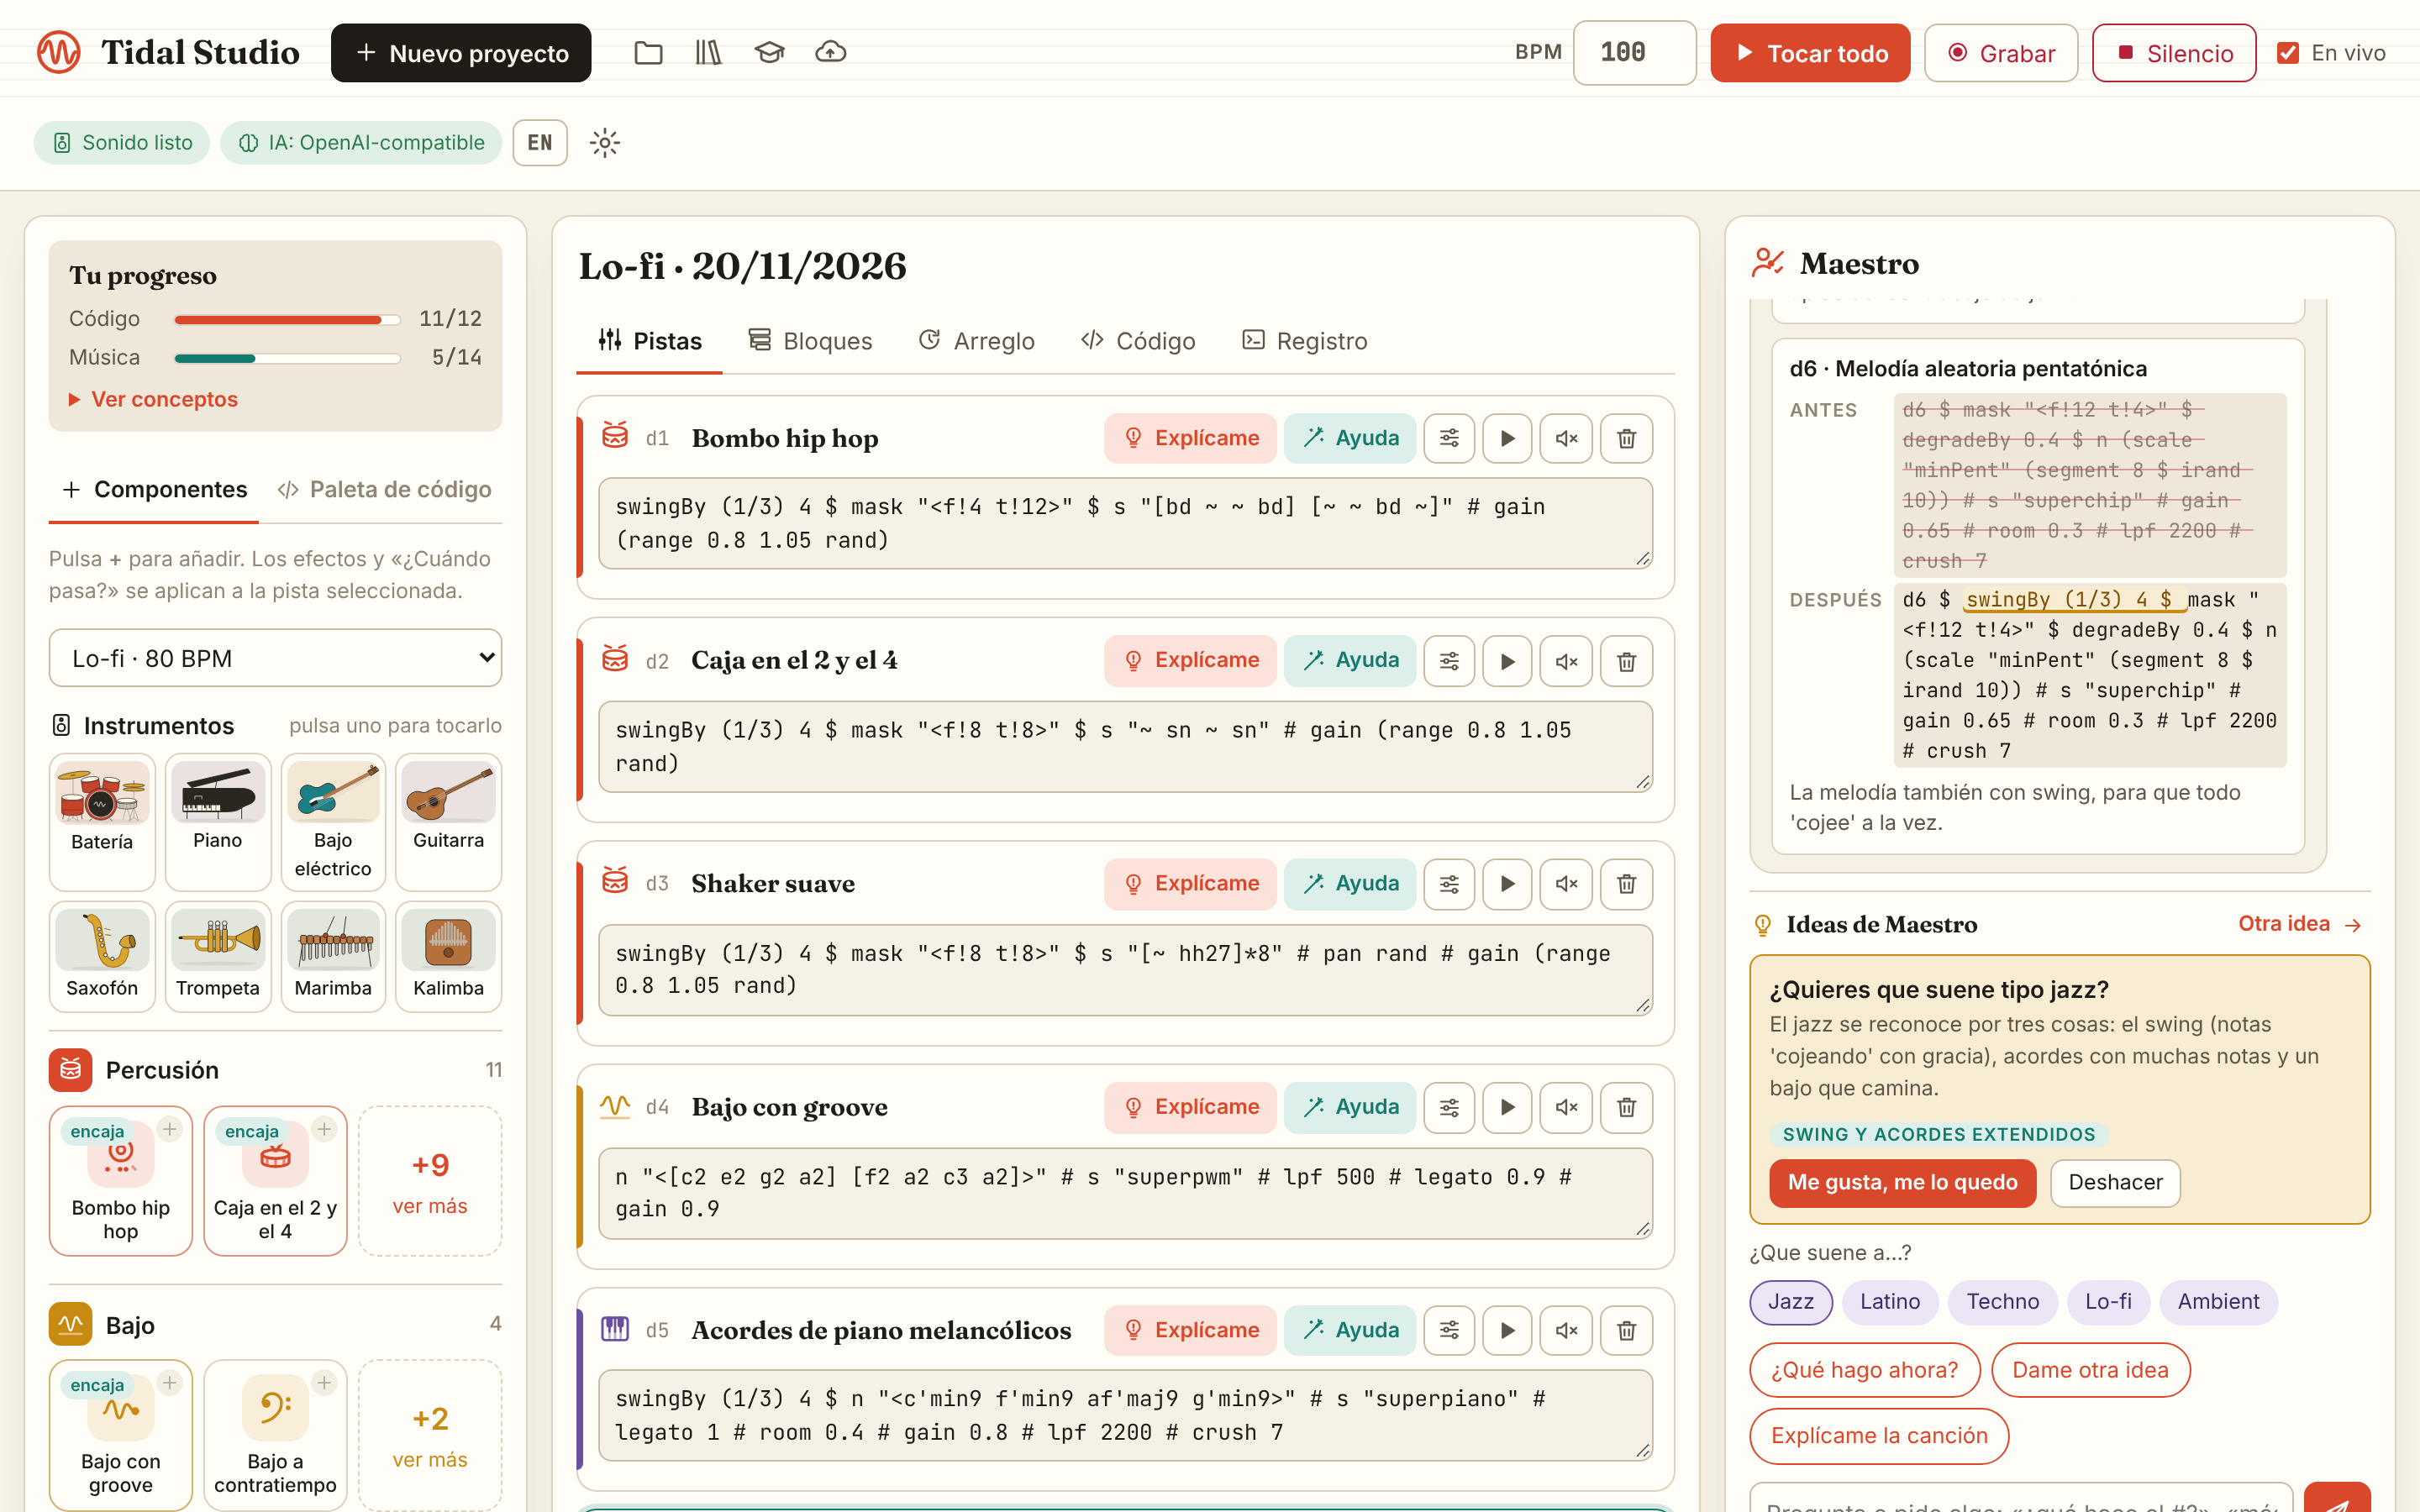 Tidal Studio
+ Nuevo proyecto
BPM 100
Tocar todo
Grabar
Silencio
En vivo
Sonido listo
IA: OpenAI-compatible
EN
Tu progreso
Código 11/12
Música 5/14
Ver conceptos
+ Componentes
</> Paleta de código
Pulsa + para añadir. Los efectos y «¿Cuándo
pasa?» se aplican a la pista seleccionada.
Lo-fi · 80 BPM
Instrumentos pulsa uno para tocarlo
Batería
Piano
Bajo
eléctrico
Guitarra
Saxofón
Trompeta
Marimba
Kalimba
Percusión 11
encaja +
Bombo hip
hop
encaja +
Caja en el 2 y
el 4
+9
ver más
Bajo 4
encaja +
Bajo con
groove
+
Bajo a
contratiempo
+2
ver más
Lo-fi · 20/11/2026
Pistas
Bloques
Arreglo
</> Código
Registro
d1 Bombo hip hop
Explícame
Ayuda
swingBy (1/3) 4 $ mask "<f!4 t!12>" $ s "[bd ~ ~ bd] [~ ~ bd ~]" # gain
(range 0.8 1.05 rand)
d2 Caja en el 2 y el 4
Explícame
Ayuda
swingBy (1/3) 4 $ mask "<f!8 t!8>" $ s "~ sn ~ sn" # gain (range 0.8 1.05
rand)
d3 Shaker suave
Explícame
Ayuda
swingBy (1/3) 4 $ mask "<f!8 t!8>" $ s "[~ hh27]*8" # pan rand # gain (range
0.8 1.05 rand)
d4 Bajo con groove
Explícame
Ayuda
n "<[c2 e2 g2 a2] [f2 a2 c3 a2]>" # s "superpwm" # lpf 500 # legato 0.9 #
gain 0.9
d5 Acordes de piano melancólicos
Explícame
Ayuda
swingBy (1/3) 4 $ n "<c'min9 f'min9 af'maj9 g'min9>" # s "superpiano" #
legato 1 # room 0.4 # gain 0.8 # lpf 2200 # crush 7
Maestro
d6 · Melodía aleatoria pentatónica
ANTES
d6 $ mask "<f!12 t!4>" $
degradeBy 0.4 $ n (scale
"minPent" (segment 8 $ irand
10)) # s "superchip" # gain
0.65 # room 0.3 # lpf 2200 #
crush 7
DESPUÉS
d6 $ swingBy (1/3) 4 $ mask "
<f!12 t!4>" $ degradeBy 0.4 $ n
(scale "minPent" (segment 8 $
irand 10)) # s "superchip" #
gain 0.65 # room 0.3 # lpf 2200
# crush 7
La melodía también con swing, para que todo
'cojee' a la vez.
Ideas de Maestro
Otra idea →
¿Quieres que suene tipo jazz?
El jazz se reconoce por tres cosas: el swing (notas
'cojeando' con gracia), acordes con muchas notas y un
bajo que camina.
SWING Y ACORDES EXTENDIDOS
Me gusta, me lo quedo
Deshacer
¿Que suene a...?
Jazz
Latino
Techno
Lo-fi
Ambient
¿Qué hago ahora?
Dame otra idea
Explícame la canción